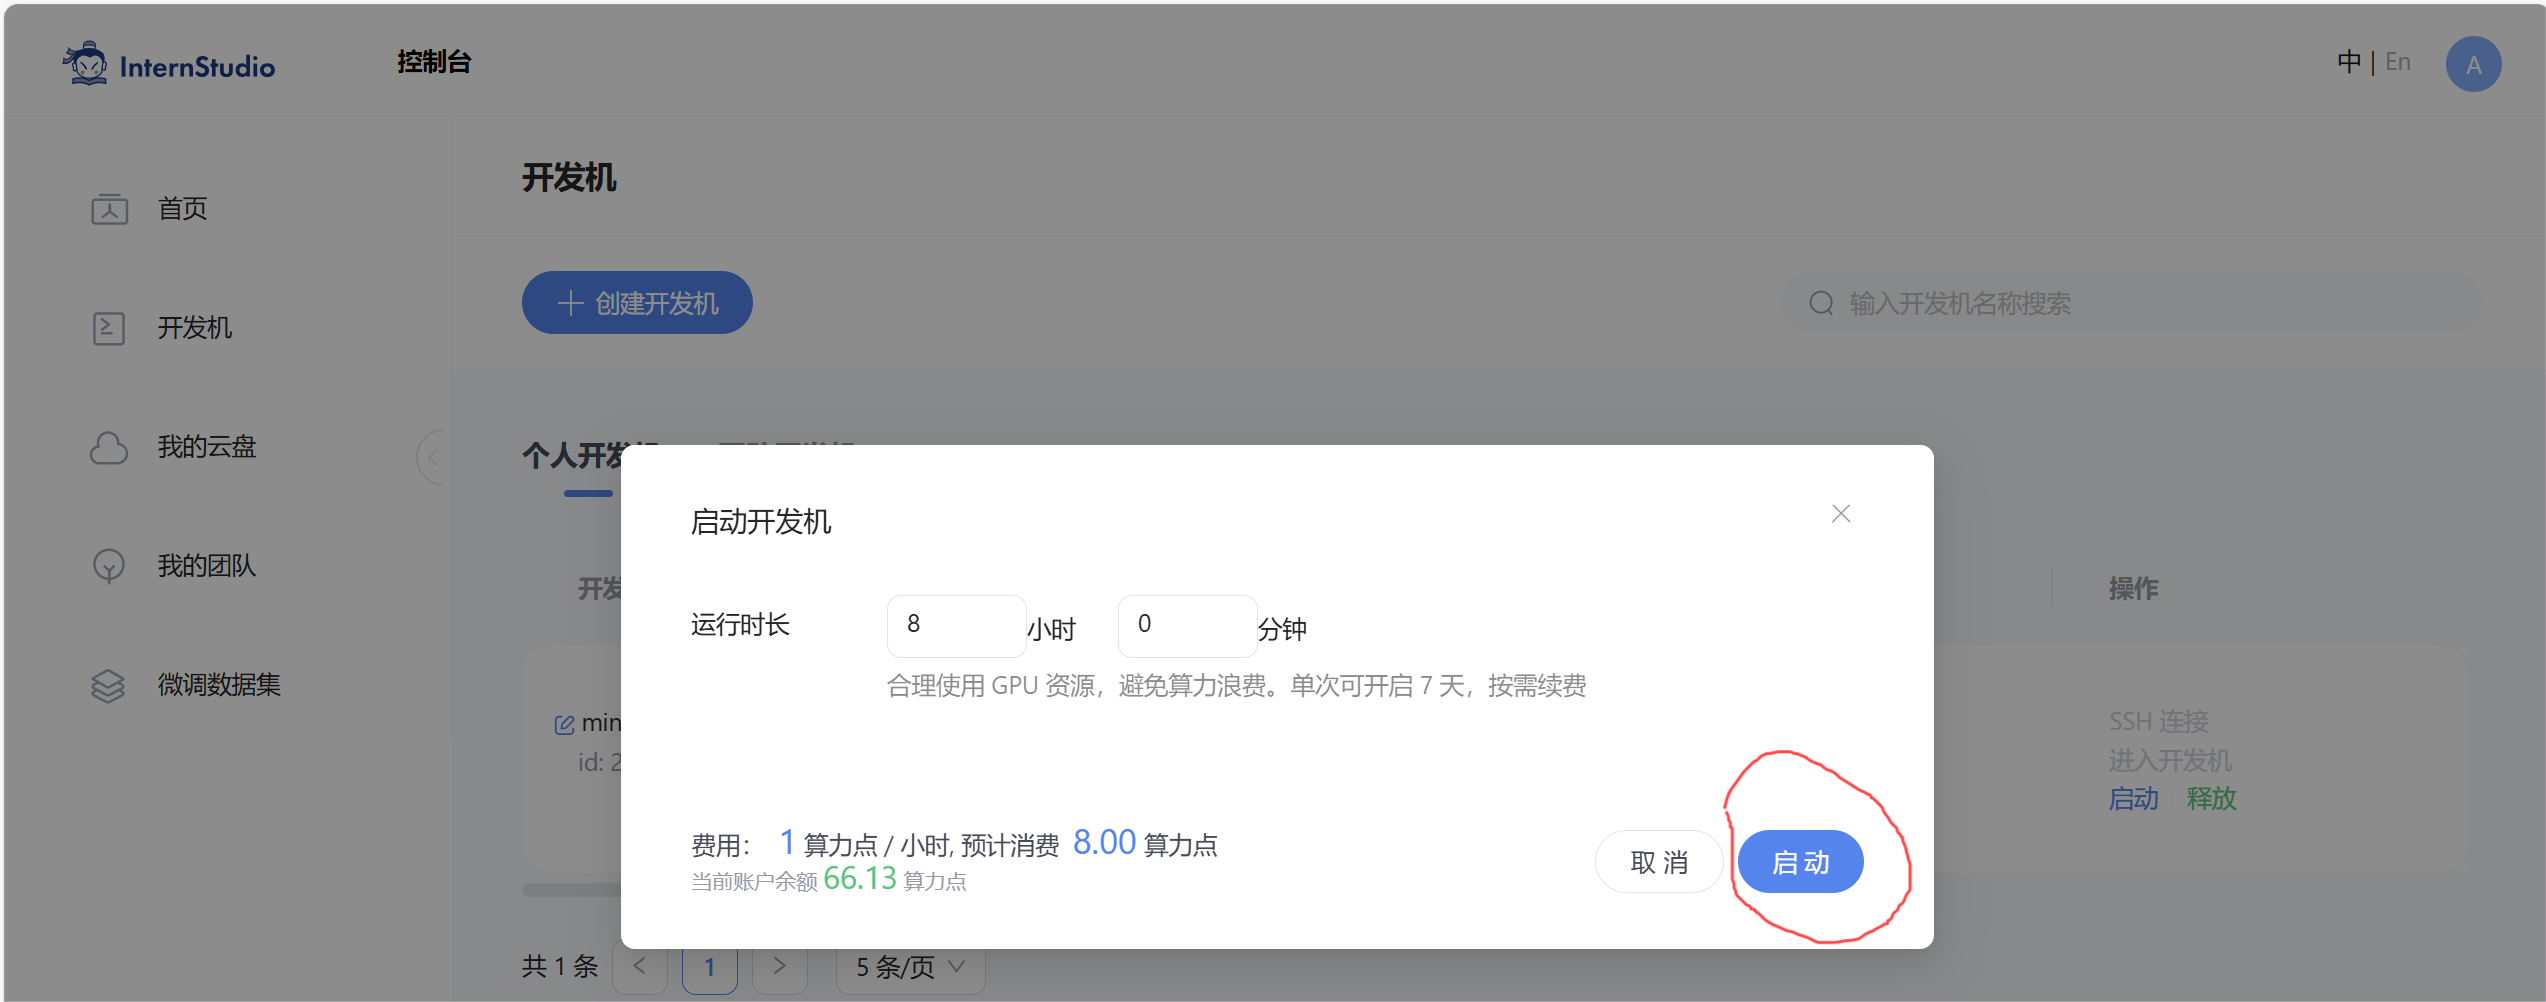 InternStudio
控制台
中 | En
A
首页
开发机
我的云盘
我的团队
微调数据集
开发机
创建开发机
输入开发机名称搜索
个人开发
操作
min
id: 2
SSH 连接
进入开发机
启动 释放
启动开发机
运行时长 8 小时 0 分钟
合理使用 GPU 资源，避免算力浪费。单次可开启 7 天，按需续费
费用： 1 算力点 / 小时, 预计消费 8.00 算力点
当前账户余额 66.13 算力点
取 消 启 动
共 1 条 < 1 > 5 条/页